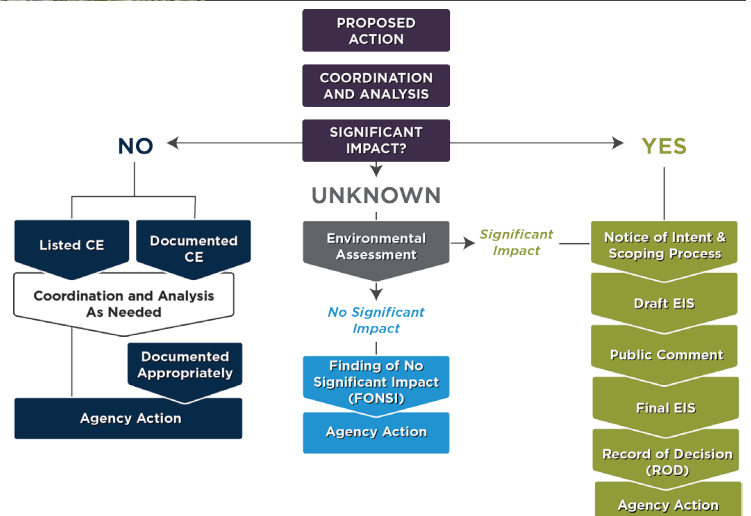 PROPOSED
ACTION
COORDINATION
AND ANALYSIS
SIGNIFICANT
IMPACT?
NO
YES
UNKNOWN
Listed CE
Documented
CE
Environmental
Assessment
Significant
Impact
Notice of Intent &
Scoping Process
Coordination and Analysis
As Needed
Draft EIS
No Significant
Impact
Documented
Appropriately
Public Comment
Finding of No
Significant Impact
(FONSI)
Final EIS
Agency Action
Agency Action
Record of Decision
(ROD)
Agency Action